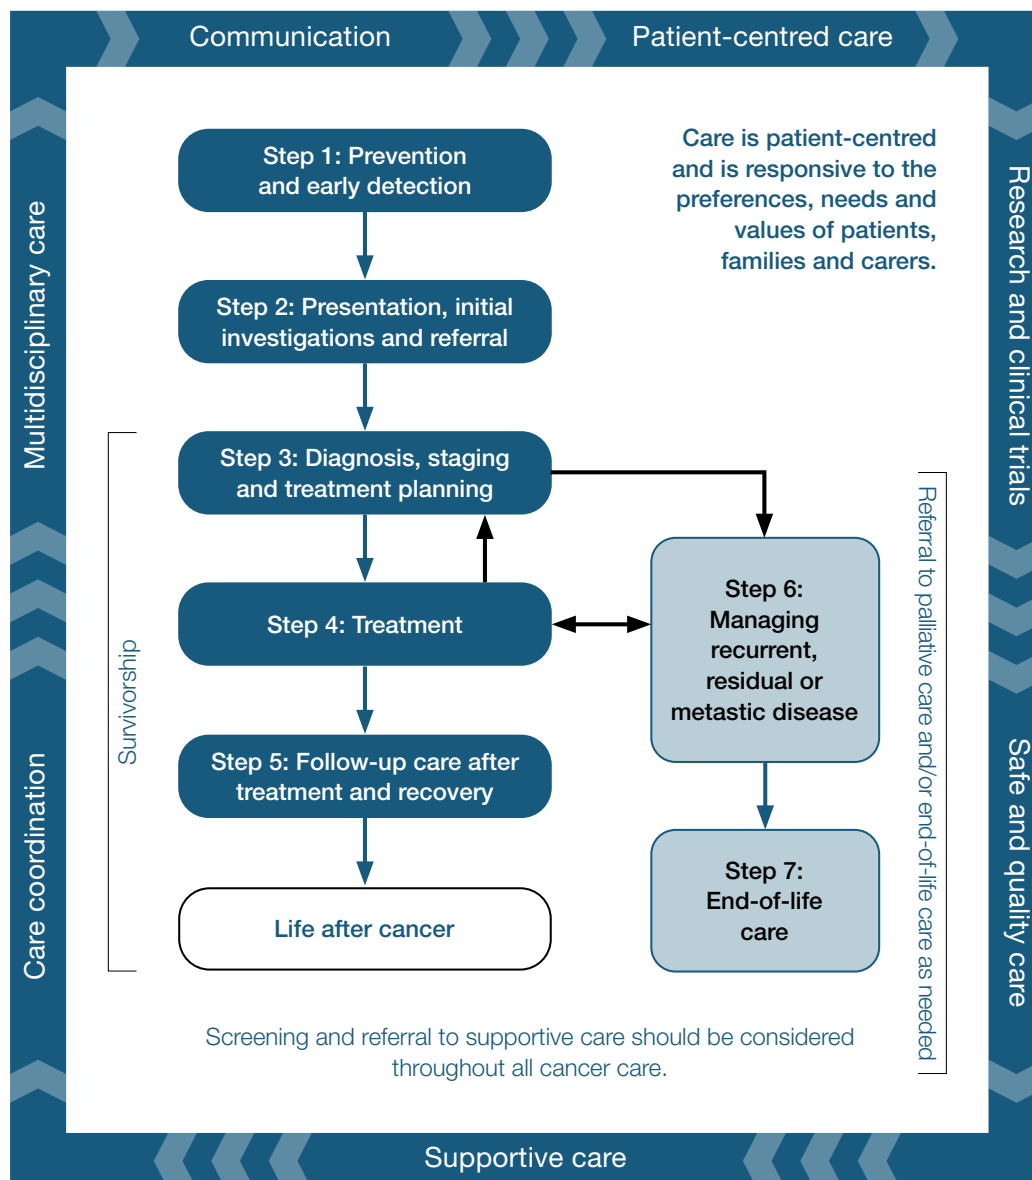 Communication
Patient-centred care
Multidisciplinary care
Care coordination
Research and clinical trials
Safe and quality care
Supportive care
Care is patient-centred
and is responsive to the
preferences, needs and
values of patients,
families and carers.
Step 1: Prevention
and early detection
Step 2: Presentation, initial
investigations and referral
Step 3: Diagnosis, staging
and treatment planning
Step 4: Treatment
Step 5: Follow-up care after
treatment and recovery
Life after cancer
Survivorship
Step 6:
Managing
recurrent,
residual or
metastic disease
Step 7:
End-of-life
care
Referral to palliative care and/or end-of-life care as needed
Screening and referral to supportive care should be considered
throughout all cancer care.